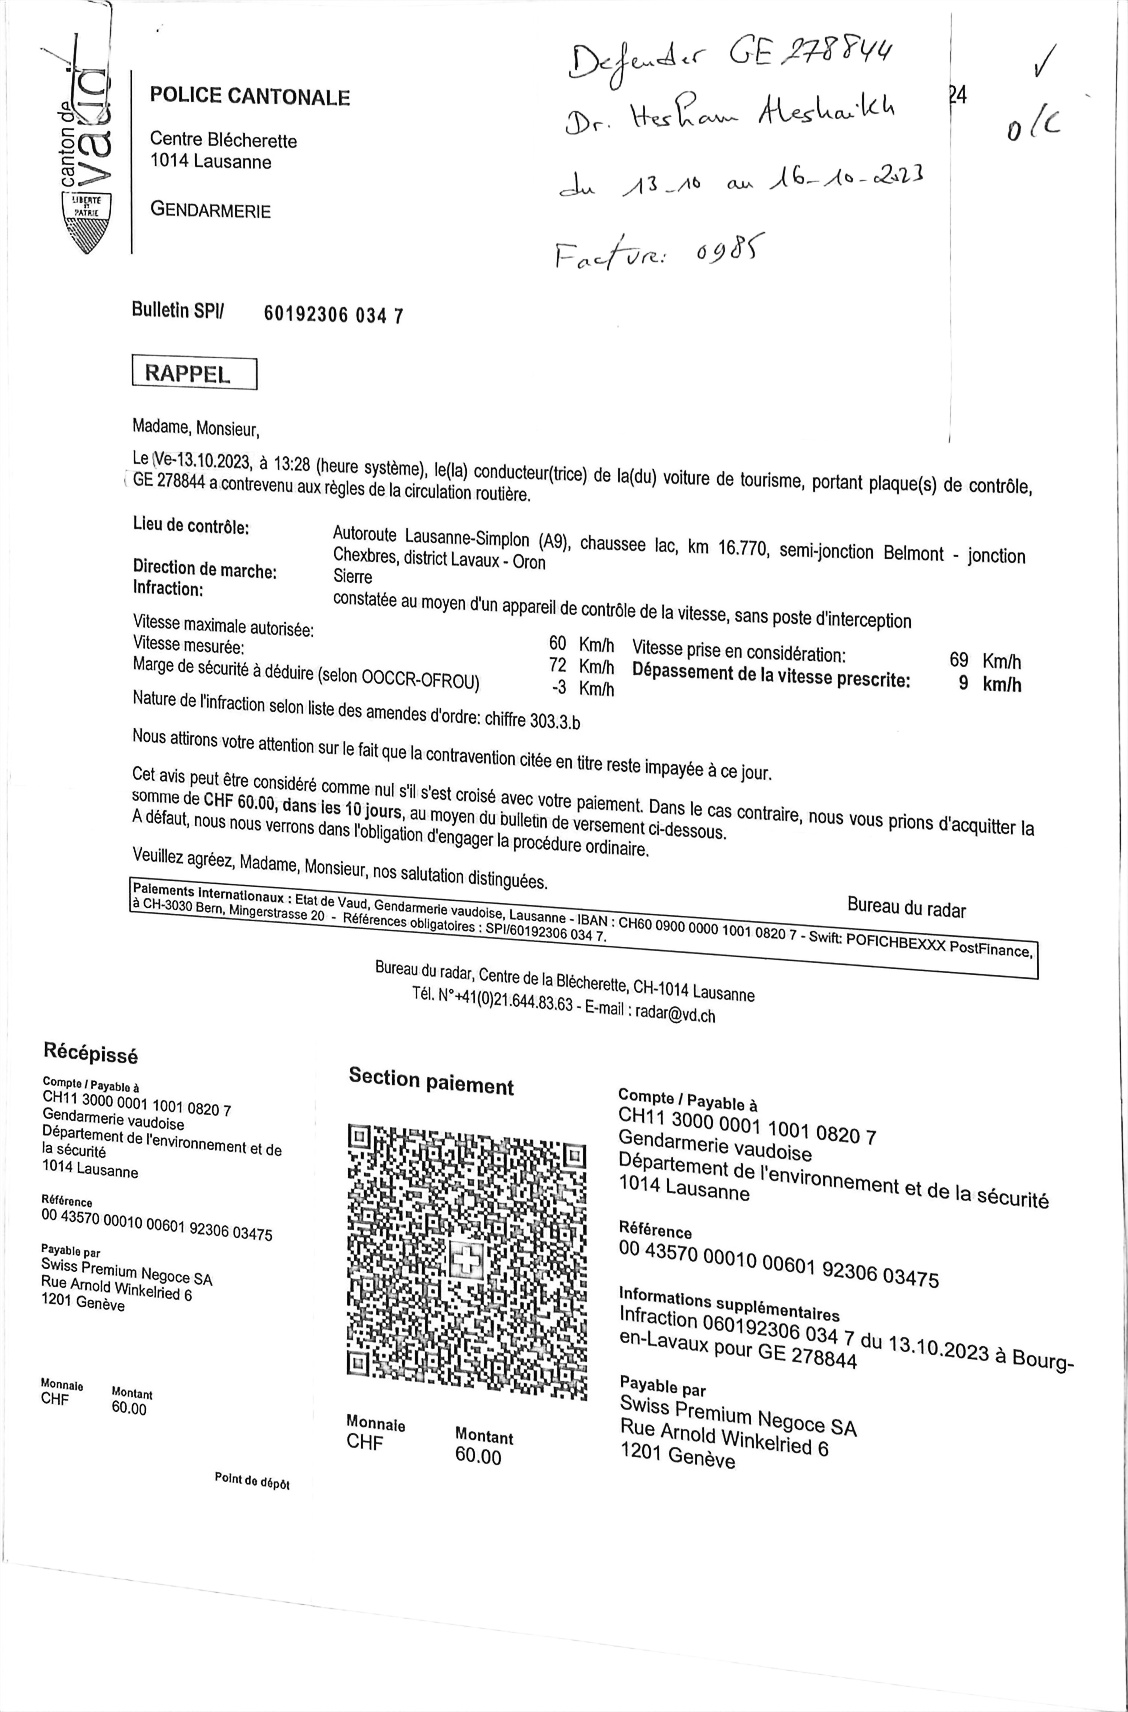 canton de
vaud
LIBERTÉ
ET
PATRIE
POLICE CANTONALE
Centre Blécherette
1014 Lausanne
GENDARMERIE
Defender GE 278844
Dr. Hesham Aleshaikh
du 13-10 au 16-10-2023
Facture: 0985
24
✓
O/C
Bulletin SPI/ 60192306 034 7
RAPPEL
Madame, Monsieur,
Le Ve-13.10.2023, à 13:28 (heure système), le(la) conducteur(trice) de la(du) voiture de tourisme, portant plaque(s) de contrôle,
GE 278844 a contrevenu aux règles de la circulation routière.
Lieu de contrôle: Autoroute Lausanne-Simplon (A9), chaussee lac, km 16.770, semi-jonction Belmont - jonction
Chexbres, district Lavaux - Oron
Direction de marche: Sierre
Infraction: constatée au moyen d'un appareil de contrôle de la vitesse, sans poste d'interception
Vitesse maximale autorisée: 60 Km/h Vitesse prise en considération: 69 Km/h
Vitesse mesurée: 72 Km/h Dépassement de la vitesse prescrite: 9 km/h
Marge de sécurité à déduire (selon OOCCR-OFROU) -3 Km/h
Nature de l'infraction selon liste des amendes d'ordre: chiffre 303.3.b
Nous attirons votre attention sur le fait que la contravention citée en titre reste impayée à ce jour.
Cet avis peut être considéré comme nul s'il s'est croisé avec votre paiement. Dans le cas contraire, nous vous prions d'acquitter la
somme de CHF 60.00, dans les 10 jours, au moyen du bulletin de versement ci-dessous.
A défaut, nous nous verrons dans l'obligation d'engager la procédure ordinaire.
Veuillez agréez, Madame, Monsieur, nos salutation distinguées.
Bureau du radar
Paiements Internationaux : Etat de Vaud, Gendarmerie vaudoise, Lausanne - IBAN : CH60 0900 0000 1001 0820 7 - Swift: POFICHBEXXX PostFinance,
à CH-3030 Bern, Mingerstrasse 20 - Références obligatoires : SPI/60192306 034 7.
Bureau du radar, Centre de la Blécherette, CH-1014 Lausanne
Tél. N°+41(0)21.644.83.63 - E-mail : radar@vd.ch
Récépissé
Compte / Payable à
CH11 3000 0001 1001 0820 7
Gendarmerie vaudoise
Département de l'environnement et de
la sécurité
1014 Lausanne
Référence
00 43570 00010 00601 92306 03475
Payable par
Swiss Premium Negoce SA
Rue Arnold Winkelried 6
1201 Genève
Monnaie Montant
CHF 60.00
Point de dépôt
Section paiement
Monnaie Montant
CHF 60.00
Compte / Payable à
CH11 3000 0001 1001 0820 7
Gendarmerie vaudoise
Département de l'environnement et de la sécurité
1014 Lausanne
Référence
00 43570 00010 00601 92306 03475
Informations supplémentaires
Infraction 060192306 034 7 du 13.10.2023 à Bourg-
en-Lavaux pour GE 278844
Payable par
Swiss Premium Negoce SA
Rue Arnold Winkelried 6
1201 Genève